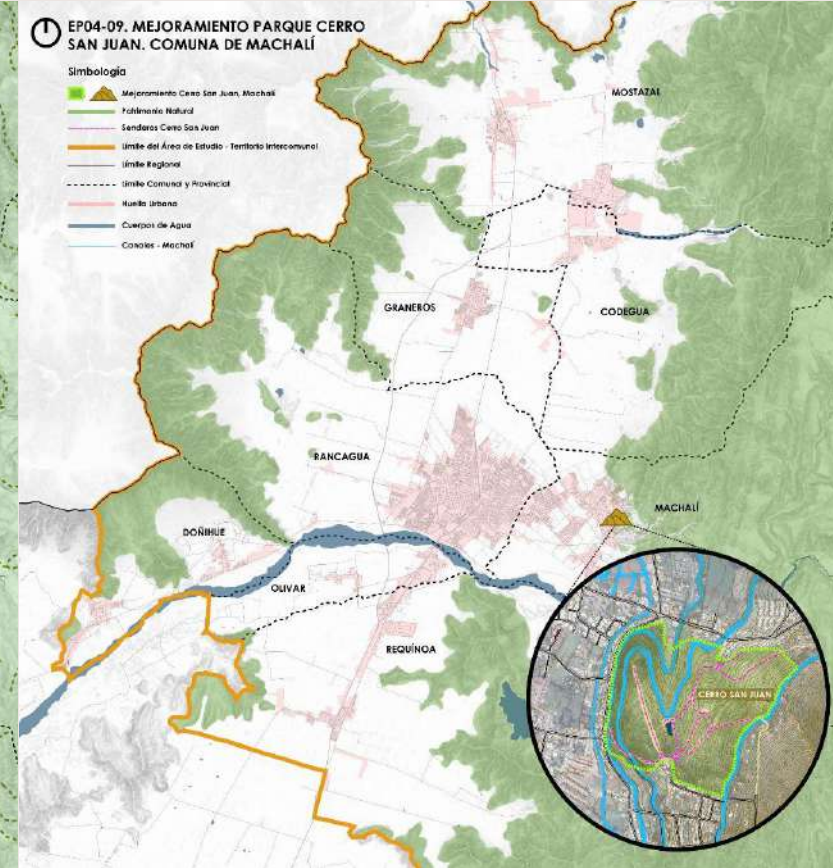 EP04-09. MEJORAMIENTO PARQUE CERRO
SAN JUAN. COMUNA DE MACHALÍ
Simbología
Mejoramiento Cerro San Juan, Machalí
Patrimonio Natural
Senderos Cerro San Juan
Límite del Área de Estudio - Territorio Intercomunal
Límite Regional
Límite Comunal y Provincial
Huella Urbana
Cuerpos de Agua
Canales - Machalí
MOSTAZAL
GRANEROS
CODEGUA
RANCAGUA
MACHALÍ
DOÑIHUE
OLIVAR
REQUÍNOA
CERRO SAN JUAN